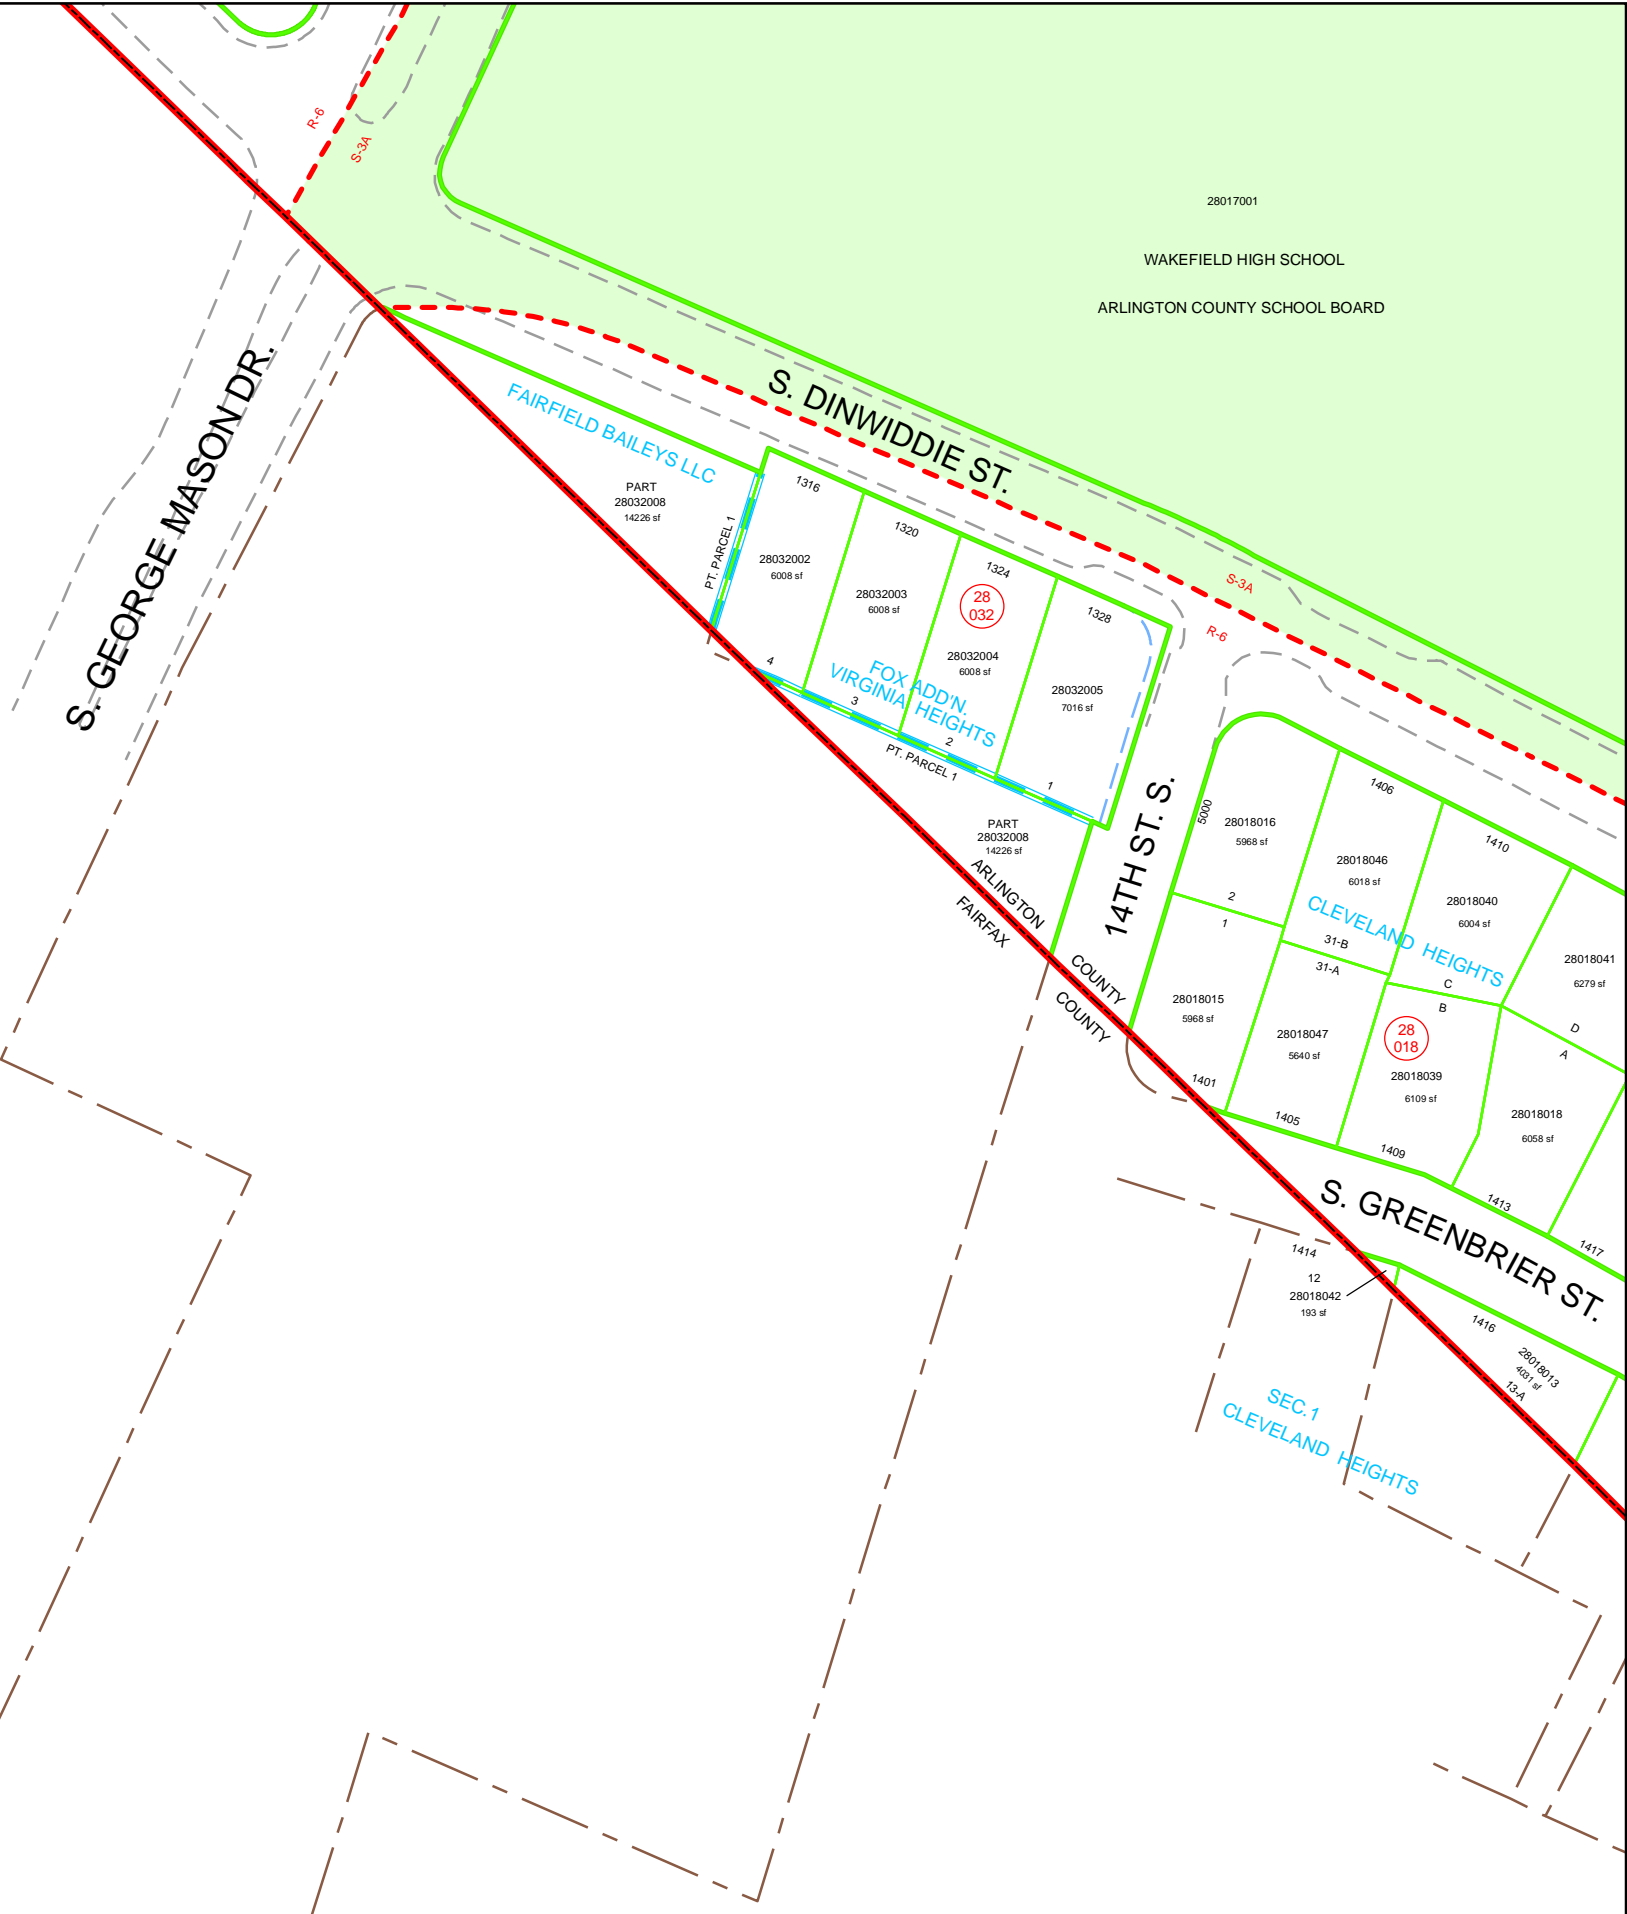 R-6
S-3A
28017001
WAKEFIELD HIGH SCHOOL
ARLINGTON COUNTY SCHOOL BOARD
S. GEORGE MASON DR.
S. DINWIDDIE ST.
FAIRFIELD BAILEYS LLC
PART
28032008
14226 sf
PT. PARCEL 1
1316
28032002
6008 sf
4
1320
28032003
6008 sf
3
1324
28
032
28032004
6008 sf
2
1328
28032005
7016 sf
1
FOX ADD'N.
VIRGINIA HEIGHTS
PT. PARCEL 1
S-3A
R-6
PART
28032008
14226 sf
ARLINGTON
COUNTY
FAIRFAX
COUNTY
14TH ST. S.
5000
28018016
5968 sf
2
1
28018015
5968 sf
1401
1406
28018046
6018 sf
31-B
31-A
28018047
5640 sf
1405
1410
28018040
6004 sf
CLEVELAND HEIGHTS
C
B
28
018
28018039
6109 sf
1409
28018041
6279 sf
D
A
28018018
6058 sf
1413
1417
S. GREENBRIER ST.
1414
12
28018042
193 sf
1416
28018013
4031 sf
13-A
SEC.1
CLEVELAND HEIGHTS